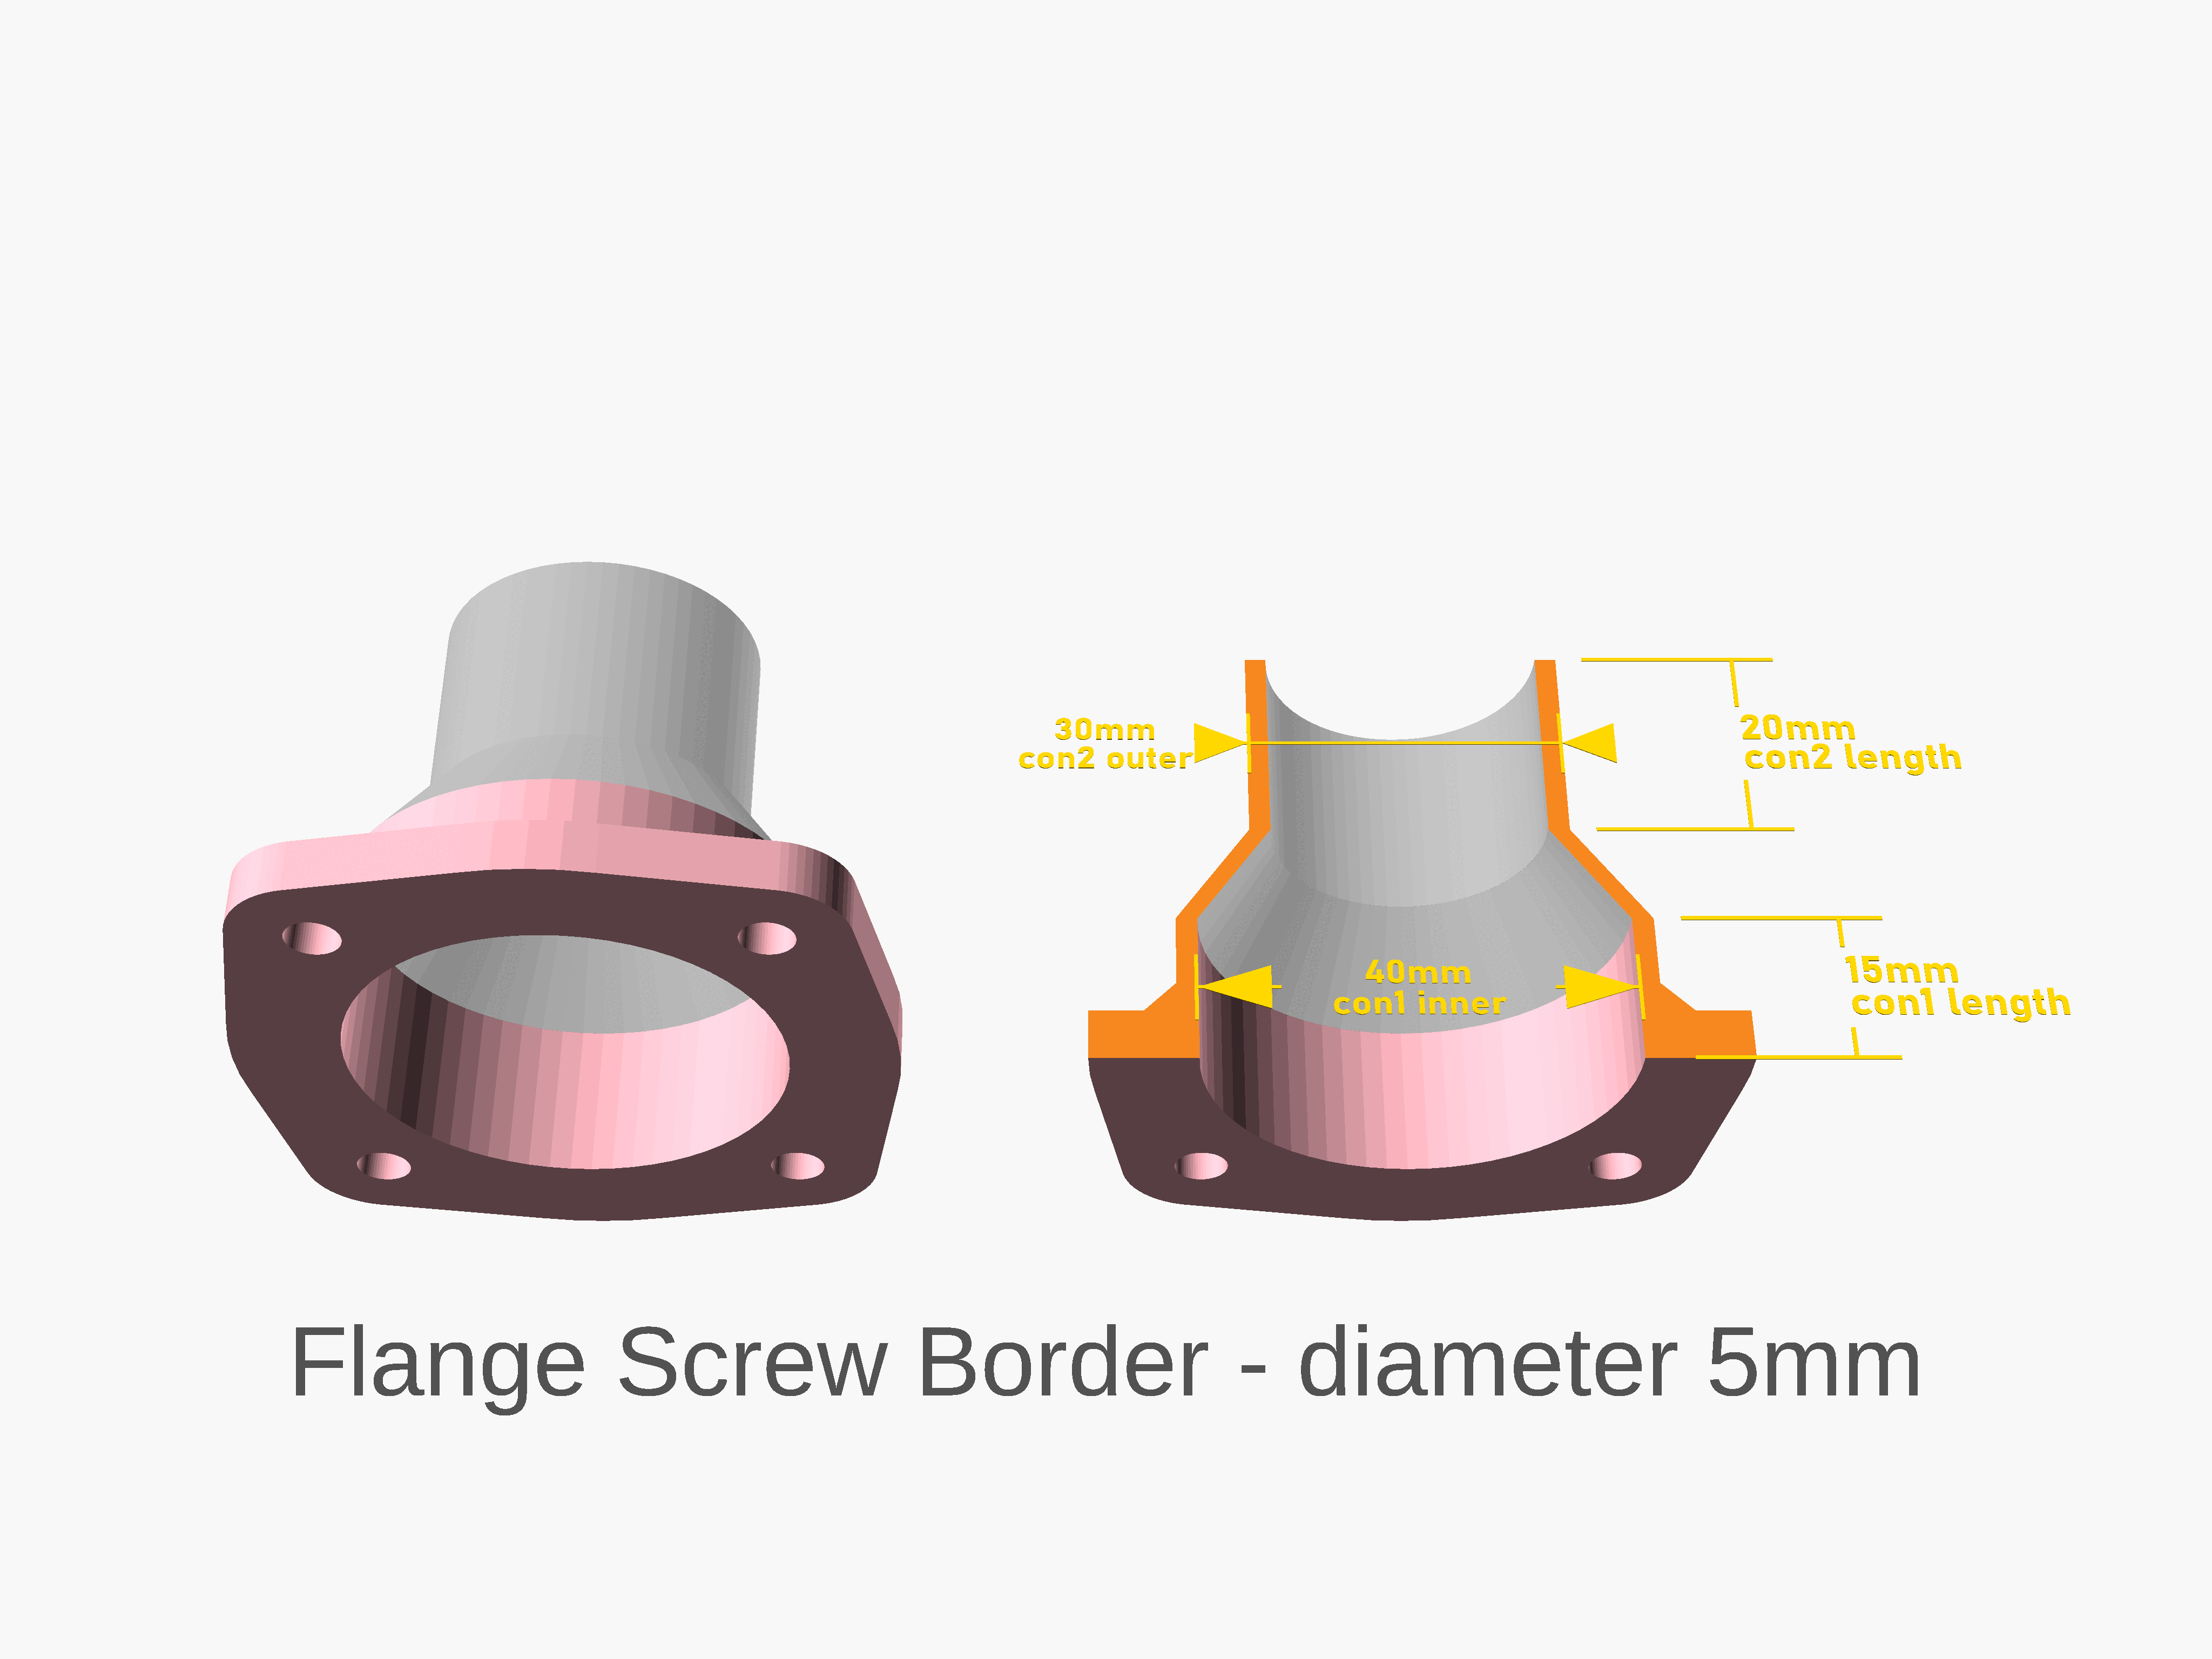 30mm
con2 outer
20mm
con2 length
40mm
con1 inner
15mm
con1 length
Flange Screw Border - diameter 5mm